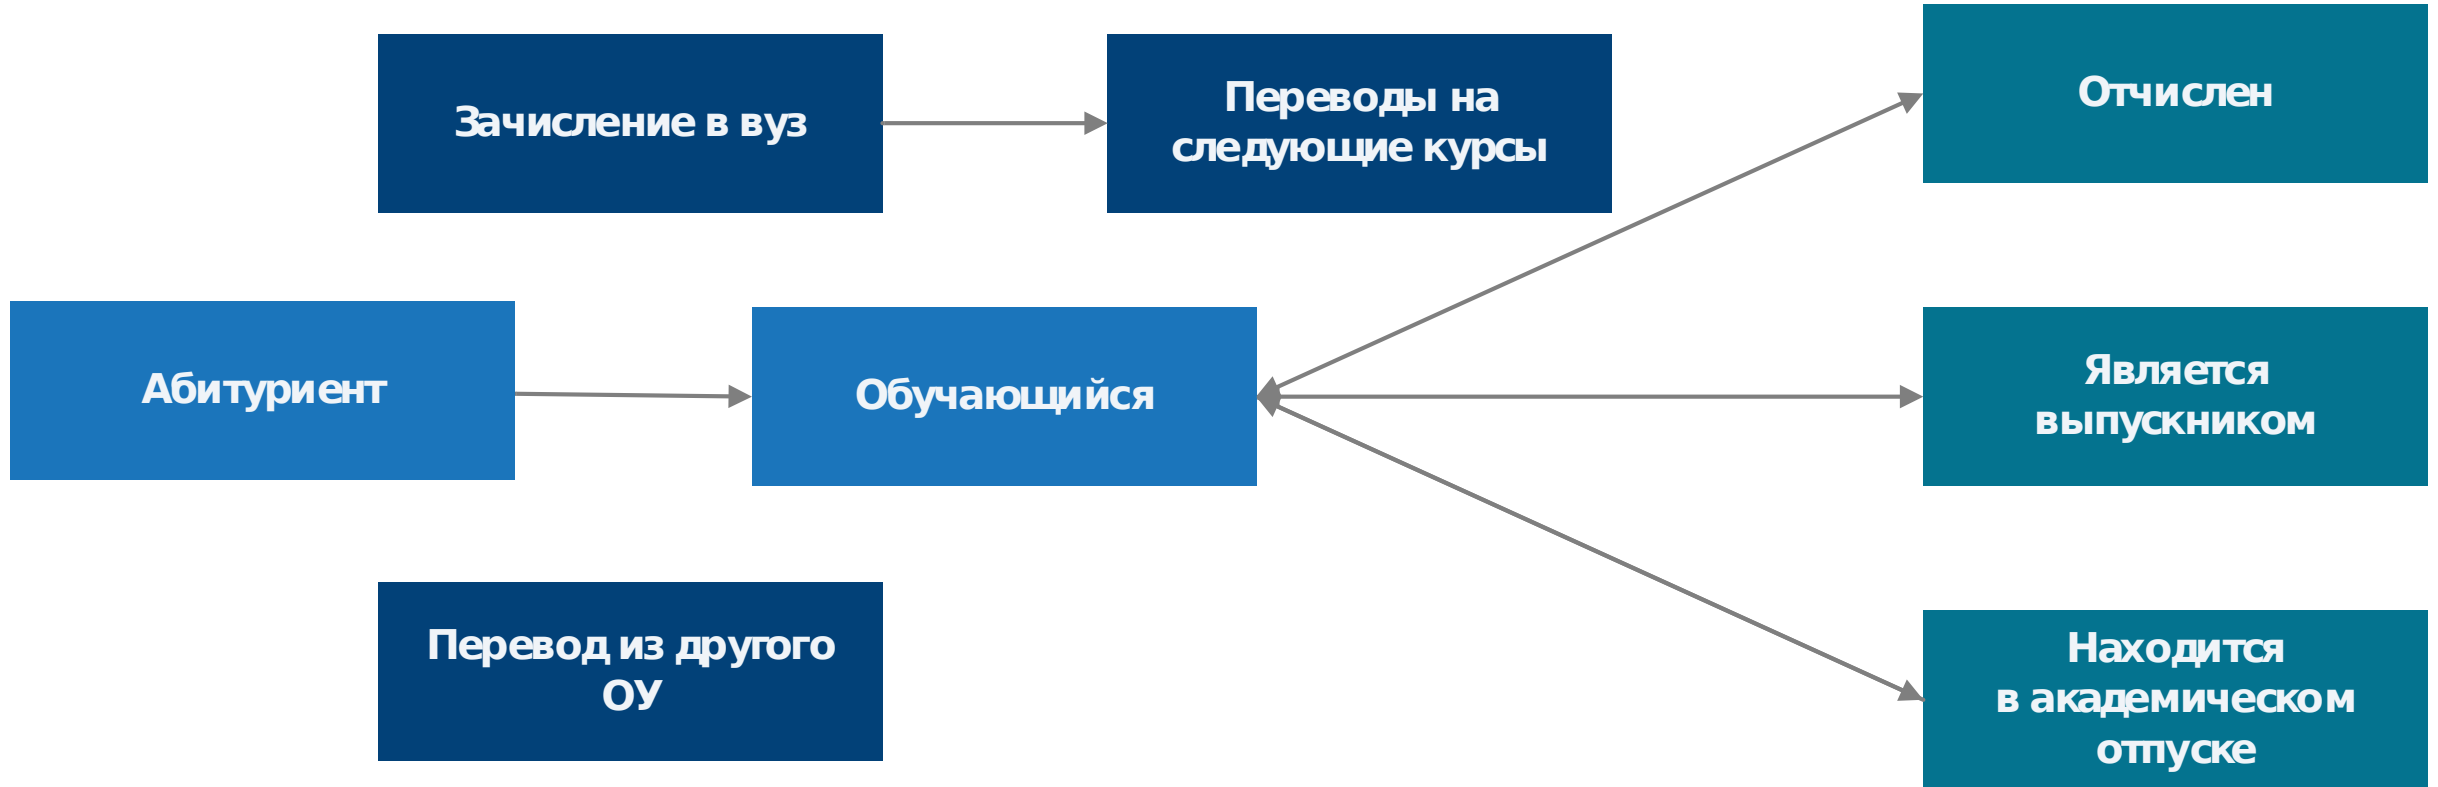 Зачисление в вуз
Переводы на
следующие курсы
Отчислен
Абитуриент
Обучающийся
Является
выпускником
Перевод из другого
ОУ
Находится
в академическом
отпуске